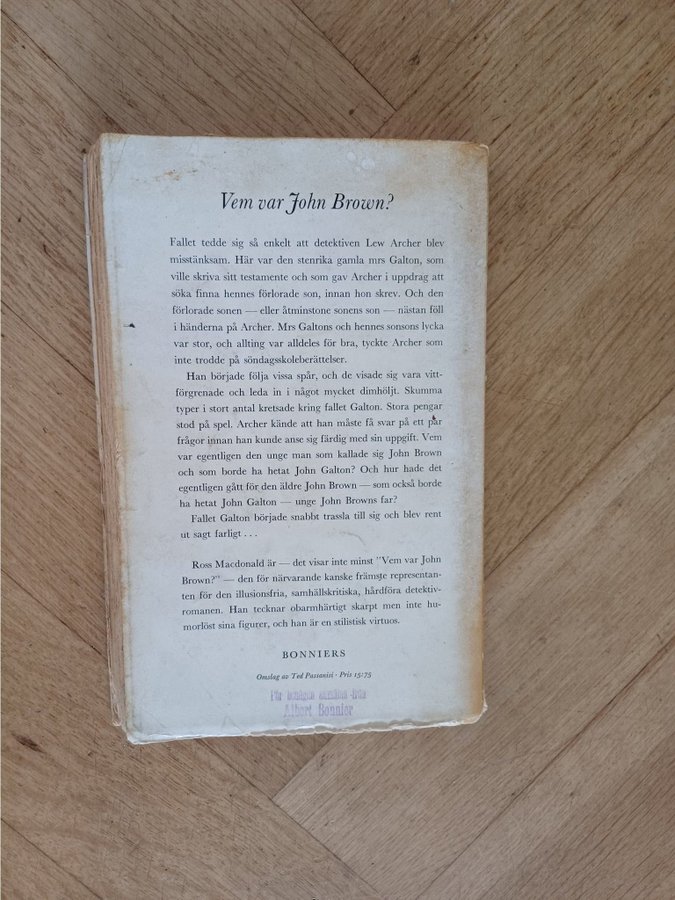 Vem var John Brown?
Fallet tedde sig så enkelt att detektiven Lew Archer blev
misstänksam. Här var den stenrika gamla mrs Galton, som
ville skriva sitt testamente och som gav Archer i uppdrag att
söka finna hennes förlorade son, innan hon skrev. Och den
förlorade sonen — eller åtminstone sonens son — nästan föll
i händerna på Archer. Mrs Galtons och hennes sonsons lycka
var stor, och allting var alldeles för bra, tyckte Archer som
inte trodde på söndagsskoleberättelser.
Han började följa vissa spår, och de visade sig vara vitt-
förgrenade och leda in i något mycket dimhöljt. Skumma
typer i stort antal kretsade kring fallet Galton. Stora pengar
stod på spel. Archer kände att han måste få svar på ett par
frågor innan han kunde anse sig färdig med sin uppgift. Vem
var egentligen den unge man som kallade sig John Brown
och som borde ha hetat John Galton? Och hur hade det
egentligen gått för den äldre John Brown — som också borde
ha hetat John Galton — unge John Browns far?
Fallet Galton började snabbt trassla till sig och blev rent
ut sagt farligt . . .
Ross Macdonald är — det visar inte minst "Vem var John
Brown?" — den för närvarande kanske främste representan-
ten för den illusionsfria, samhällskritiska, hårdföra detektiv-
romanen. Han tecknar obarmhärtigt skarpt men inte hu-
morlöst sina figurer, och han är en stilistisk virtuos.
BONNIERS
Omslag av Ted Passanisi · Pris 15:75
För
Albert Bonnier